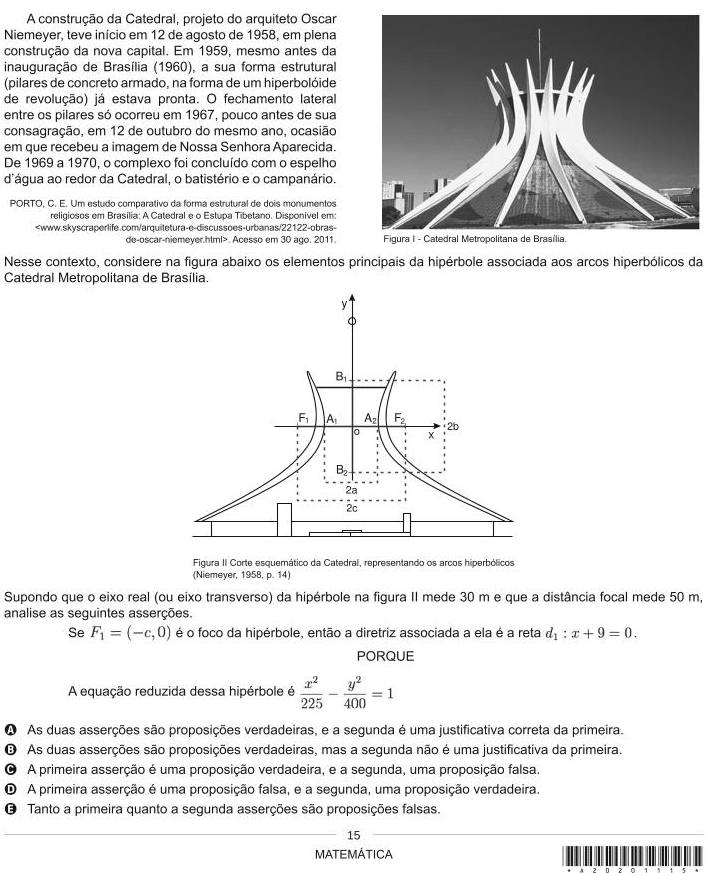 A construção da Catedral, projeto do arquiteto Oscar
Niemeyer, teve início em 12 de agosto de 1958, em plena
construção da nova capital. Em 1959, mesmo antes da
inauguração de Brasília (1960), a sua forma estrutural
(pilares de concreto armado, na forma de um hiperbolóide
de revolução) já estava pronta. O fechamento lateral
entre os pilares só ocorreu em 1967, pouco antes de sua
consagração, em 12 de outubro do mesmo ano, ocasião
em que recebeu a imagem de Nossa Senhora Aparecida.
De 1969 a 1970, o complexo foi concluído com o espelho
d'água ao redor da Catedral, o batistério e o campanário.
PORTO, C. E. Um estudo comparativo da forma estrutural de dois monumentos
religiosos em Brasília: A Catedral e o Estupa Tibetano. Disponível em:
<www.skyscraperlife.com/arquitetura-e-discussoes-urbanas/22122-obras-
de-oscar-niemeyer.html>. Acesso em 30 ago. 2011.
Figura I - Catedral Metropolitana de Brasília.
Nesse contexto, considere na figura abaixo os elementos principais da hipérbole associada aos arcos hiperbólicos da
Catedral Metropolitana de Brasília.
y
B1
F1 A1 A2 F2
o x 2b
B2
2a
2c
Figura II Corte esquemático da Catedral, representando os arcos hiperbólicos
(Niemeyer, 1958, p. 14)
Supondo que o eixo real (ou eixo transverso) da hipérbole na figura II mede 30 m e que a distância focal mede 50 m,
analise as seguintes asserções.
Se F₁ = (−c, 0) é o foco da hipérbole, então a diretriz associada a ela é a reta d₁ : x + 9 = 0.
PORQUE
A equação reduzida dessa hipérbole é x²/225 − y²/400 = 1
A As duas asserções são proposições verdadeiras, e a segunda é uma justificativa correta da primeira.
B As duas asserções são proposições verdadeiras, mas a segunda não é uma justificativa da primeira.
C A primeira asserção é uma proposição verdadeira, e a segunda, uma proposição falsa.
D A primeira asserção é uma proposição falsa, e a segunda, uma proposição verdadeira.
E Tanto a primeira quanto a segunda asserções são proposições falsas.
15
MATEMÁTICA
* A 2 0 2 0 1 1 1 5 *